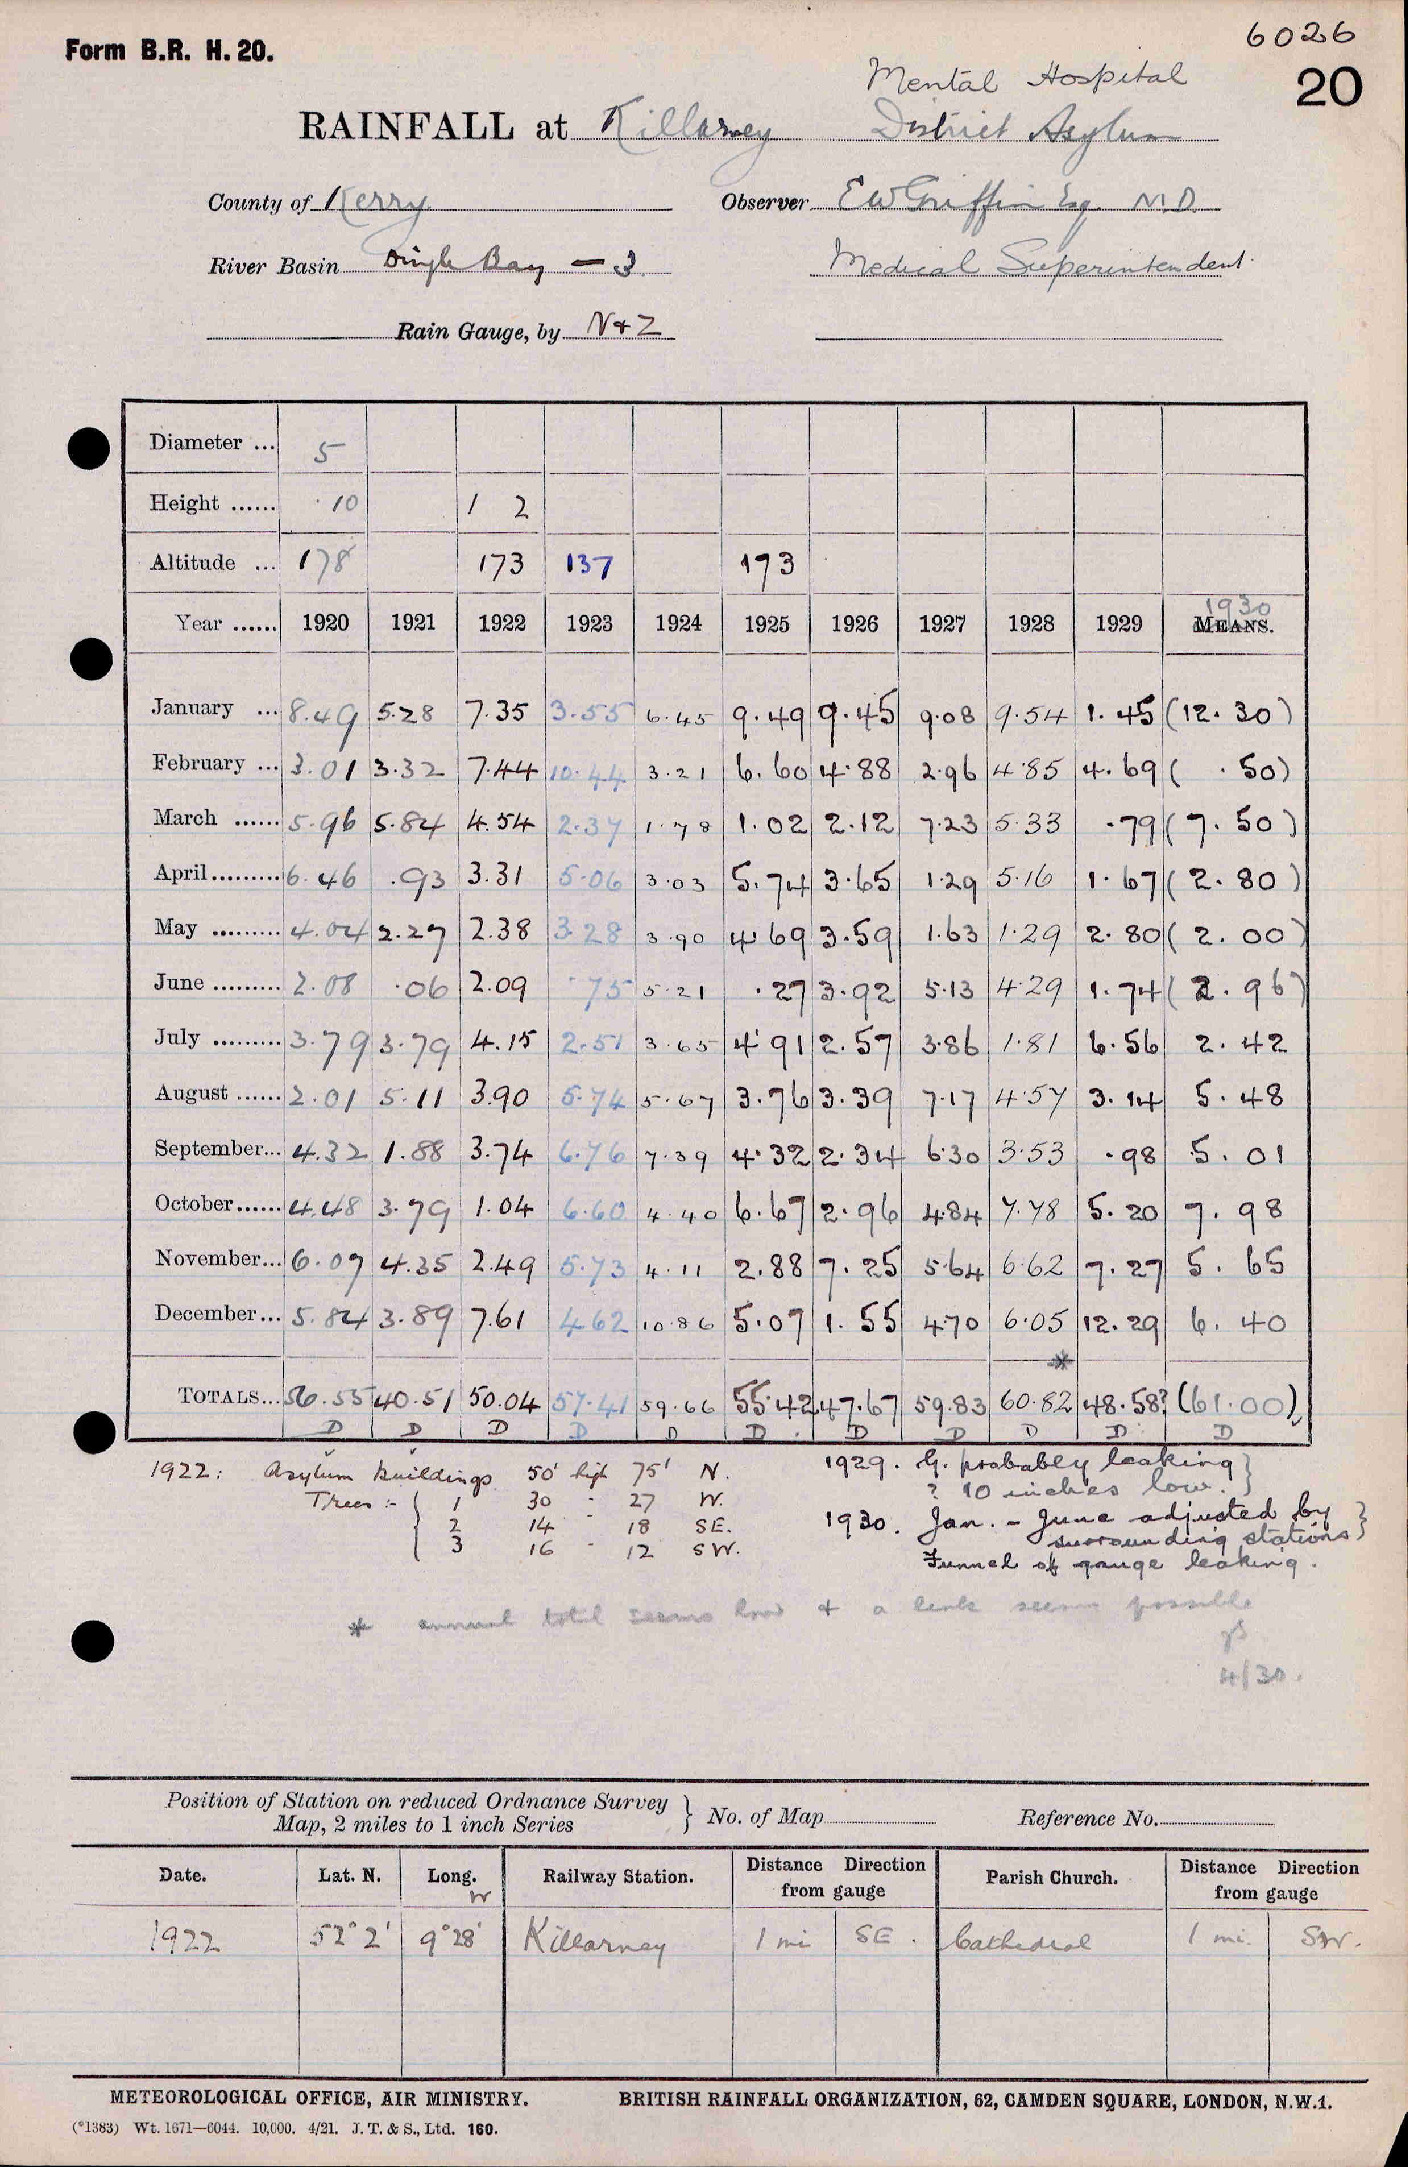 Form B.R. H. 20.
6026
20
Mental Hospital
RAINFALL at Killarney District Asylum
County of Kerry Observer E W Griffin Esq M.D.
River Basin Dingle Bay — 3. Medical Superintendent.
Rain Gauge, by N & Z
Diameter ... 5
Height ...... ·10 1 2
Altitude ... 178 173 137 173
1930
Year ...... 1920 1921 1922 1923 1924 1925 1926 1927 1928 1929 MEANS.
January ... 8.49 5.28 7.35 3.55 6.45 9.49 9.45 9.08 9.54 1.45 (12.30)
February ... 3.01 3.32 7.44 10.44 3.21 6.60 4.88 2.96 4.85 4.69 ( .50)
March ...... 5.96 5.84 4.54 2.37 1.78 1.02 2.12 7.23 5.33 .79 (7.50)
April ......... 6.46 .93 3.31 5.06 3.03 5.74 3.65 1.29 5.16 1.67 (2.80)
May ......... 4.04 2.27 2.38 3.28 3.90 4.69 3.59 1.63 1.29 2.80 (2.00)
June ......... 2.08 .06 2.09 .75 5.21 .27 3.92 5.13 4.29 1.74 (2.96)
July ......... 3.79 3.79 4.15 2.51 3.65 4.91 2.57 3.86 1.81 6.56 2.42
August ...... 2.01 5.11 3.90 5.74 5.67 3.76 3.39 7.17 4.57 3.14 5.48
September... 4.32 1.88 3.74 6.76 7.39 4.32 2.34 6.30 3.53 .98 5.01
October...... 4.48 3.79 1.04 6.60 4.40 6.67 2.96 4.84 7.78 5.20 7.98
November... 6.07 4.35 2.49 5.73 4.11 2.88 7.25 5.64 6.62 7.27 5.65
December... 5.84 3.89 7.61 4.62 10.86 5.07 1.55 4.70 6.05 12.29 6.40
*
TOTALS... 56.55 40.51 50.04 57.41 59.66 55.42 47.67 59.83 60.82 48.58? (61.00)
D D D D D D D D D D D
1922: Asylum buildings 50' high 75' N.
Trees :- { 1 30 - 27 W.
2 14 - 18 SE.
3 16 - 12 SW.
1929. G. probably leaking }
? 10 inches low.
1930. Jan. - June adjusted by }
surrounding stations
Funnel of gauge leaking.
* annual total seems low & a leak seems possible
4/30.
Position of Station on reduced Ordnance Survey Map, 2 miles to 1 inch Series } No. of Map Reference No.
Date. Lat. N. Long. W Railway Station. Distance Direction from gauge Parish Church. Distance Direction from gauge
1922 52° 2' 9° 28' Killarney 1 mi SE. Cathedral 1 mi. SW.
METEOROLOGICAL OFFICE, AIR MINISTRY. BRITISH RAINFALL ORGANIZATION, 62, CAMDEN SQUARE, LONDON, N.W.1.
(*1383) Wt. 1671—6044. 10,000. 4/21. J. T. & S., Ltd. 160.